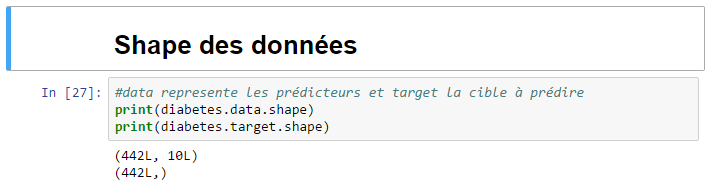 Shape des données
In [27]: #data represente les prédicteurs et target la cible à prédire
print(diabetes.data.shape)
print(diabetes.target.shape)
(442L, 10L)
(442L,)